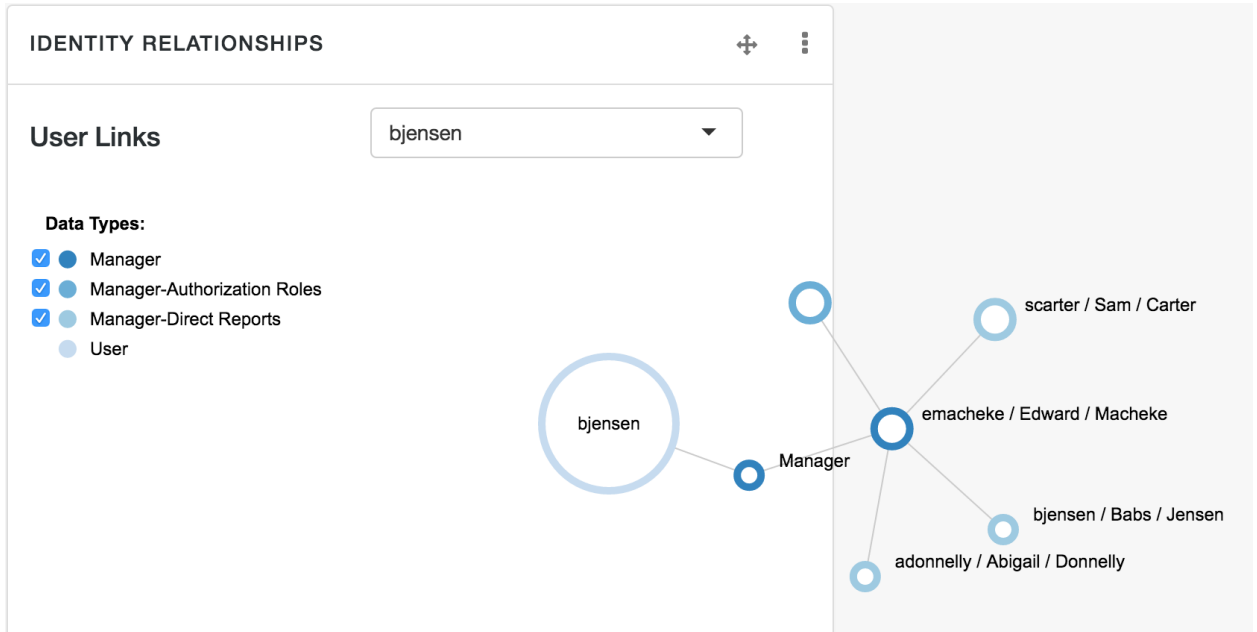 IDENTITY RELATIONSHIPS
User Links
bjensen
Data Types:
Manager
Manager-Authorization Roles
Manager-Direct Reports
User
scarter / Sam / Carter
emacheke / Edward / Macheke
bjensen
Manager
bjensen / Babs / Jensen
adonnelly / Abigail / Donnelly